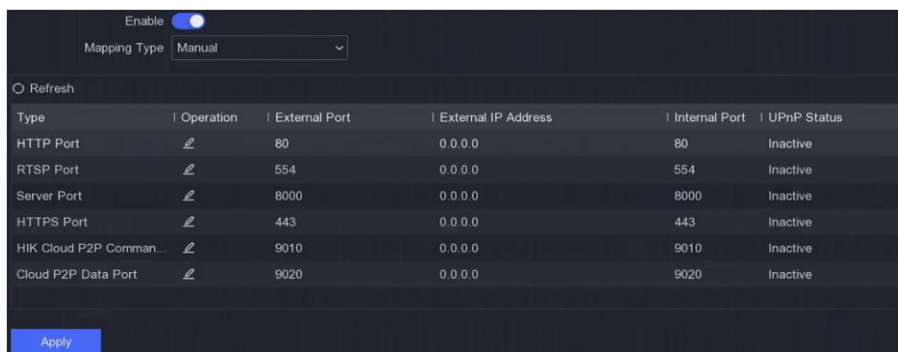 Enable
Mapping Type Manual
Refresh
Type Operation External Port External IP Address Internal Port UPnP Status
HTTP Port 80 0.0.0.0 80 Inactive
RTSP Port 554 0.0.0.0 554 Inactive
Server Port 8000 0.0.0.0 8000 Inactive
HTTPS Port 443 0.0.0.0 443 Inactive
HIK Cloud P2P Comman... 9010 0.0.0.0 9010 Inactive
Cloud P2P Data Port 9020 0.0.0.0 9020 Inactive
Apply